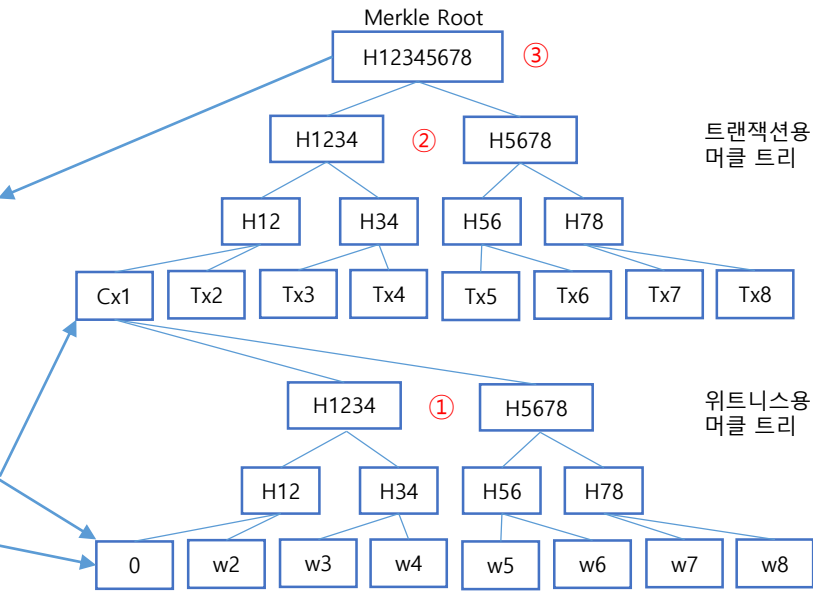 Merkle Root
H12345678 ③
H1234 ② H5678
트랜잭션용
머클 트리
H12 H34 H56 H78
Cx1 Tx2 Tx3 Tx4 Tx5 Tx6 Tx7 Tx8
H1234 ① H5678
위트니스용
머클 트리
H12 H34 H56 H78
0 w2 w3 w4 w5 w6 w7 w8